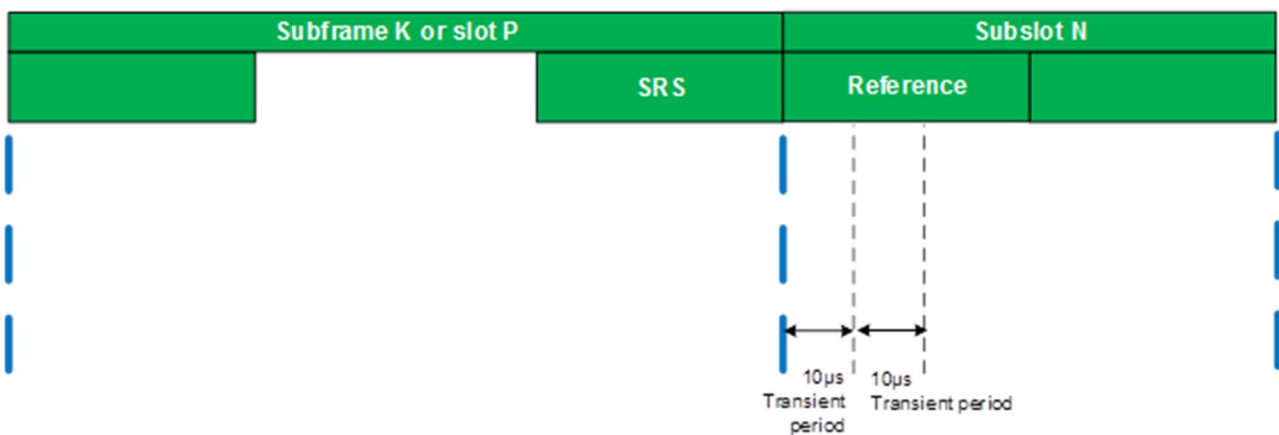 Subframe K or slot P
Subslot N
SRS
Reference
10µs
Transient
period
10µs
Transient period